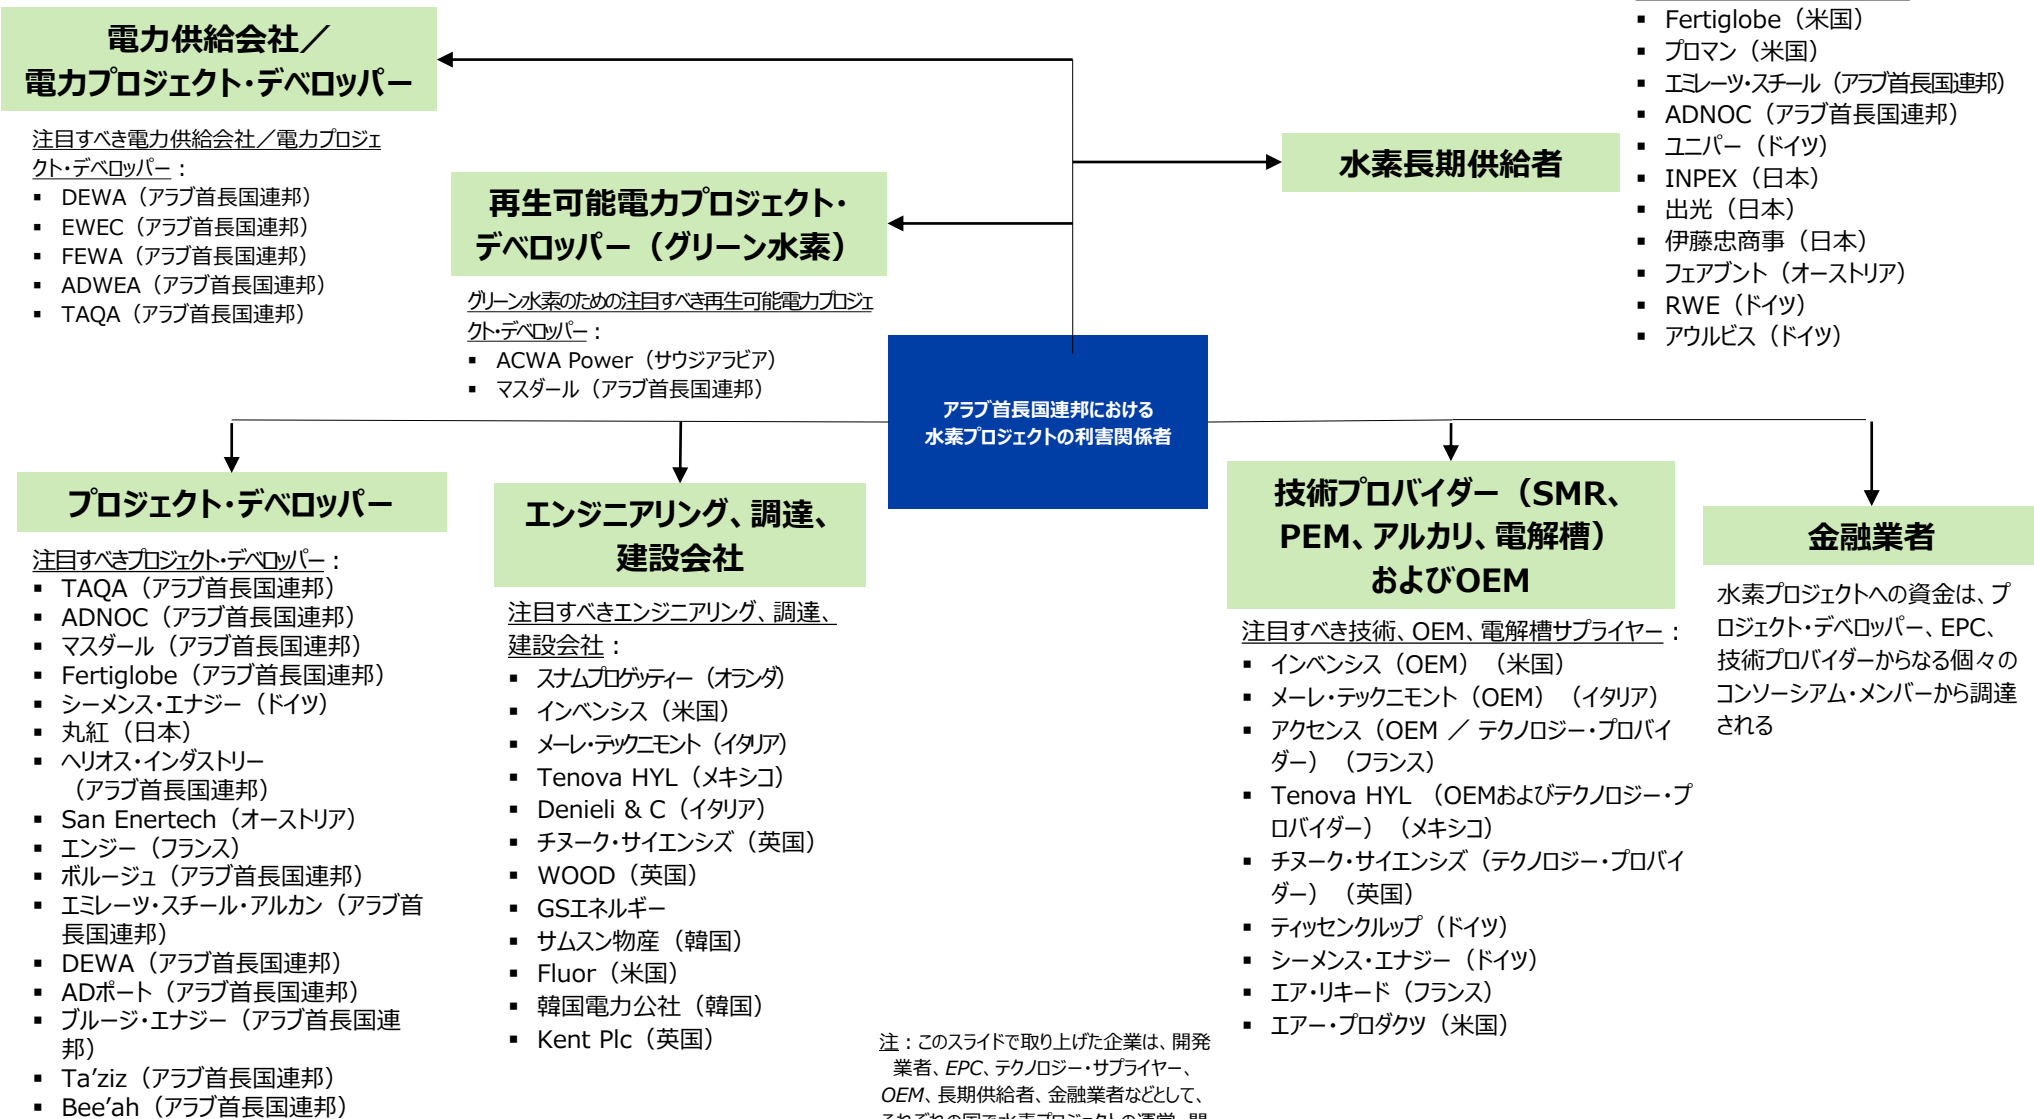 電力供給会社／
電力プロジェクト・デベロッパー
注目すべき電力供給会社／電力プロジェ
クト・デベロッパー：
▪ DEWA（アラブ首長国連邦）
▪ EWEC（アラブ首長国連邦）
▪ FEWA（アラブ首長国連邦）
▪ ADWEA（アラブ首長国連邦）
▪ TAQA（アラブ首長国連邦）
再生可能電力プロジェクト・
デベロッパー（グリーン水素）
グリーン水素のための注目すべき再生可能電力プロジェ
クト・デベロッパー：
▪ ACWA Power（サウジアラビア）
▪ マスダール（アラブ首長国連邦）
水素長期供給者
▪ Fertiglobe（米国）
▪ プロマン（米国）
▪ エミレーツ・スチール（アラブ首長国連邦）
▪ ADNOC（アラブ首長国連邦）
▪ ユニパー（ドイツ）
▪ INPEX（日本）
▪ 出光（日本）
▪ 伊藤忠商事（日本）
▪ フェアブント（オーストリア）
▪ RWE（ドイツ）
▪ アウルビス（ドイツ）
アラブ首長国連邦における
水素プロジェクトの利害関係者
プロジェクト・デベロッパー
注目すべきプロジェクト・デベロッパー：
▪ TAQA（アラブ首長国連邦）
▪ ADNOC（アラブ首長国連邦）
▪ マスダール（アラブ首長国連邦）
▪ Fertiglobe（アラブ首長国連邦）
▪ シーメンス・エナジー（ドイツ）
▪ 丸紅（日本）
▪ ヘリオス・インダストリー
（アラブ首長国連邦）
▪ San Enertech（オーストリア）
▪ エンジー（フランス）
▪ ボルージュ（アラブ首長国連邦）
▪ エミレーツ・スチール・アルカン（アラブ首
長国連邦）
▪ DEWA（アラブ首長国連邦）
▪ ADポート（アラブ首長国連邦）
▪ ブルージ・エナジー（アラブ首長国連
邦）
▪ Ta’ziz（アラブ首長国連邦）
▪ Bee’ah（アラブ首長国連邦）
エンジニアリング、調達、
建設会社
注目すべきエンジニアリング、調達、
建設会社：
▪ スナムプロゲッティー（オランダ）
▪ インベンシス（米国）
▪ メーレ・テックニモント（イタリア）
▪ Tenova HYL（メキシコ）
▪ Denieli & C（イタリア）
▪ チヌーク・サイエンシズ（英国）
▪ WOOD（英国）
▪ GSエネルギー
▪ サムスン物産（韓国）
▪ Fluor（米国）
▪ 韓国電力公社（韓国）
▪ Kent Plc（英国）
技術プロバイダー（SMR、
PEM、アルカリ、電解槽）
およびOEM
注目すべき技術、OEM、電解槽サプライヤー：
▪ インベンシス（OEM）（米国）
▪ メーレ・テックニモント（OEM）（イタリア）
▪ アクセンス（OEM ／ テクノロジー・プロバイ
ダー）（フランス）
▪ Tenova HYL （OEMおよびテクノロジー・プ
ロバイダー）（メキシコ）
▪ チヌーク・サイエンシズ（テクノロジー・プロバイ
ダー）（英国）
▪ ティッセンクルップ（ドイツ）
▪ シーメンス・エナジー（ドイツ）
▪ エア・リキード（フランス）
▪ エアー・プロダクツ（米国）
金融業者
水素プロジェクトへの資金は、プ
ロジェクト・デベロッパー、EPC、
技術プロバイダーからなる個々の
コンソーシアム・メンバーから調達
される
注：このスライドで取り上げた企業は、開発
業者、EPC、テクノロジー・サプライヤー、
OEM、長期供給者、金融業者などとして、
それぞれの国で水素プロジェクトの運営、開